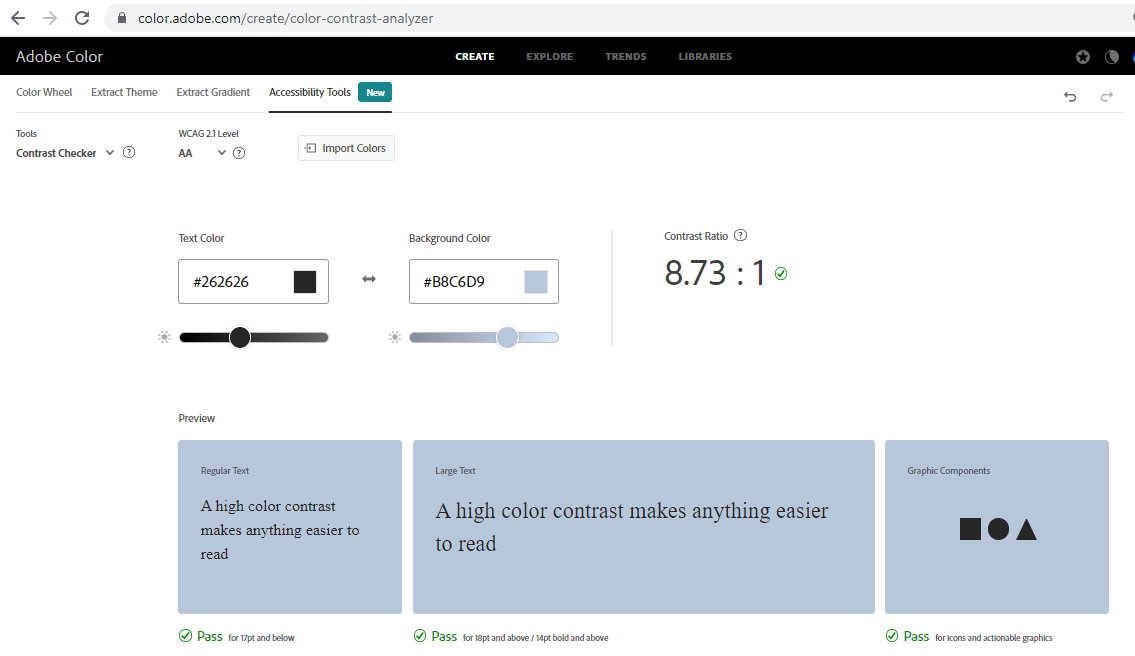 color.adobe.com/create/color-contrast-analyzer
Adobe Color
CREATE EXPLORE TRENDS LIBRARIES
Color Wheel Extract Theme Extract Gradient Accessibility Tools New
Tools WCAG 2.1 Level
Contrast Checker ? AA ? Import Colors
Text Color Background Color Contrast Ratio ?
#262626 #B8C6D9 8.73 : 1
Preview
Regular Text
A high color contrast
makes anything easier to
read
Large Text
A high color contrast makes anything easier
to read
Graphic Components
Pass for 17pt and below
Pass for 18pt and above / 14pt bold and above
Pass for icons and actionable graphics